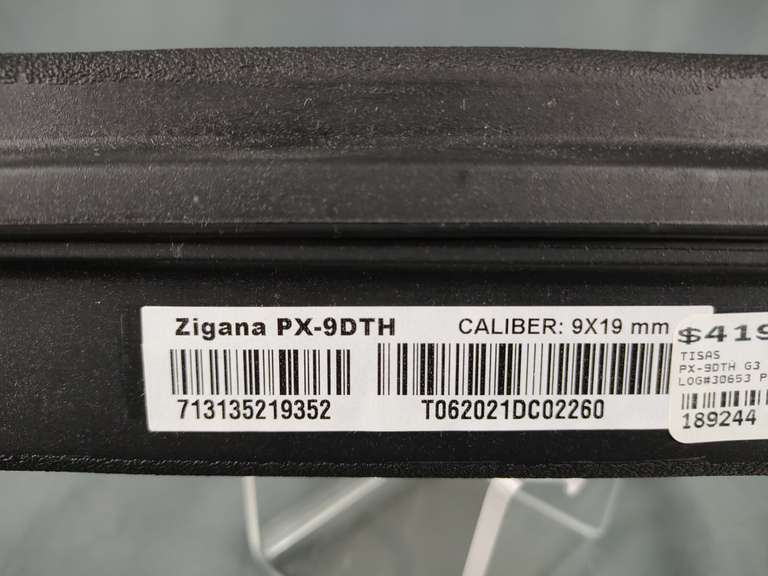 Zigana PX-9DTH
CALIBER: 9X19 mm
713135219352
T062021DC02260
$419
TISAS
PX-9DTH G3
LOG#30653 P
189244